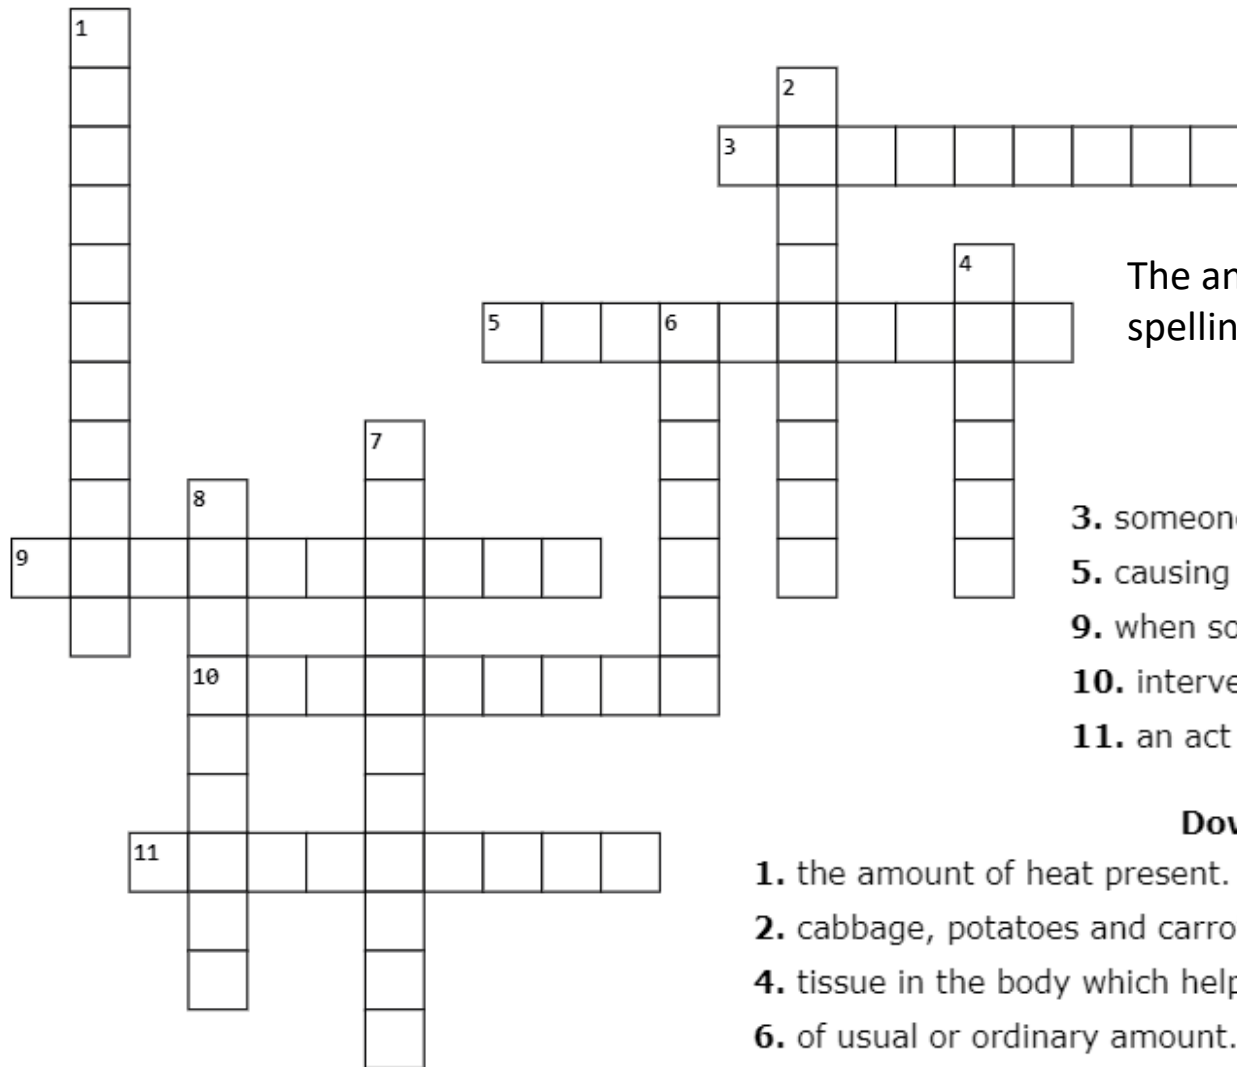 1
2
3
4
The an
spellin
5
6
7
8
3. someone
5. causing
9
9. when so
10
10. interve
11. an act
Dov
11
1. the amount of heat present.
2. cabbage, potatoes and carro
4. tissue in the body which help
6. of usual or ordinary amount.